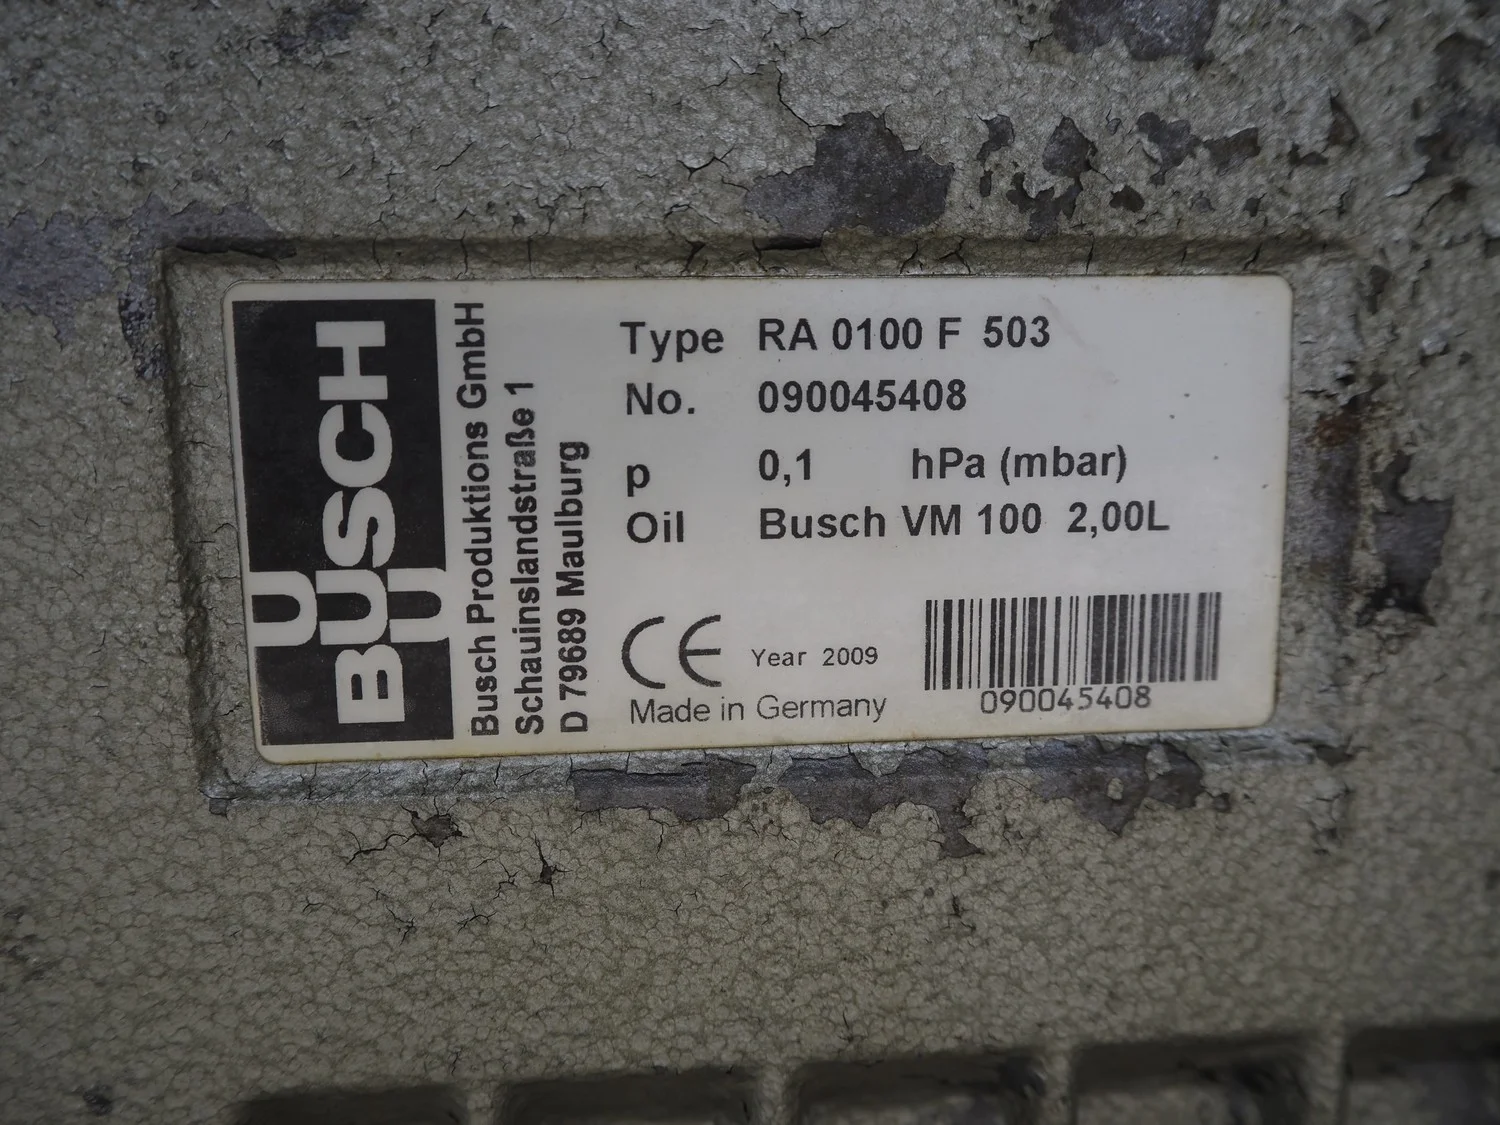 BUSCH
Busch Produktions GmbH
Schauinslandstraße 1
D 79689 Maulburg
Type RA 0100 F 503
No. 090045408
p 0,1 hPa (mbar)
Oil Busch VM 100 2,00L
CE Year 2009
Made in Germany
090045408